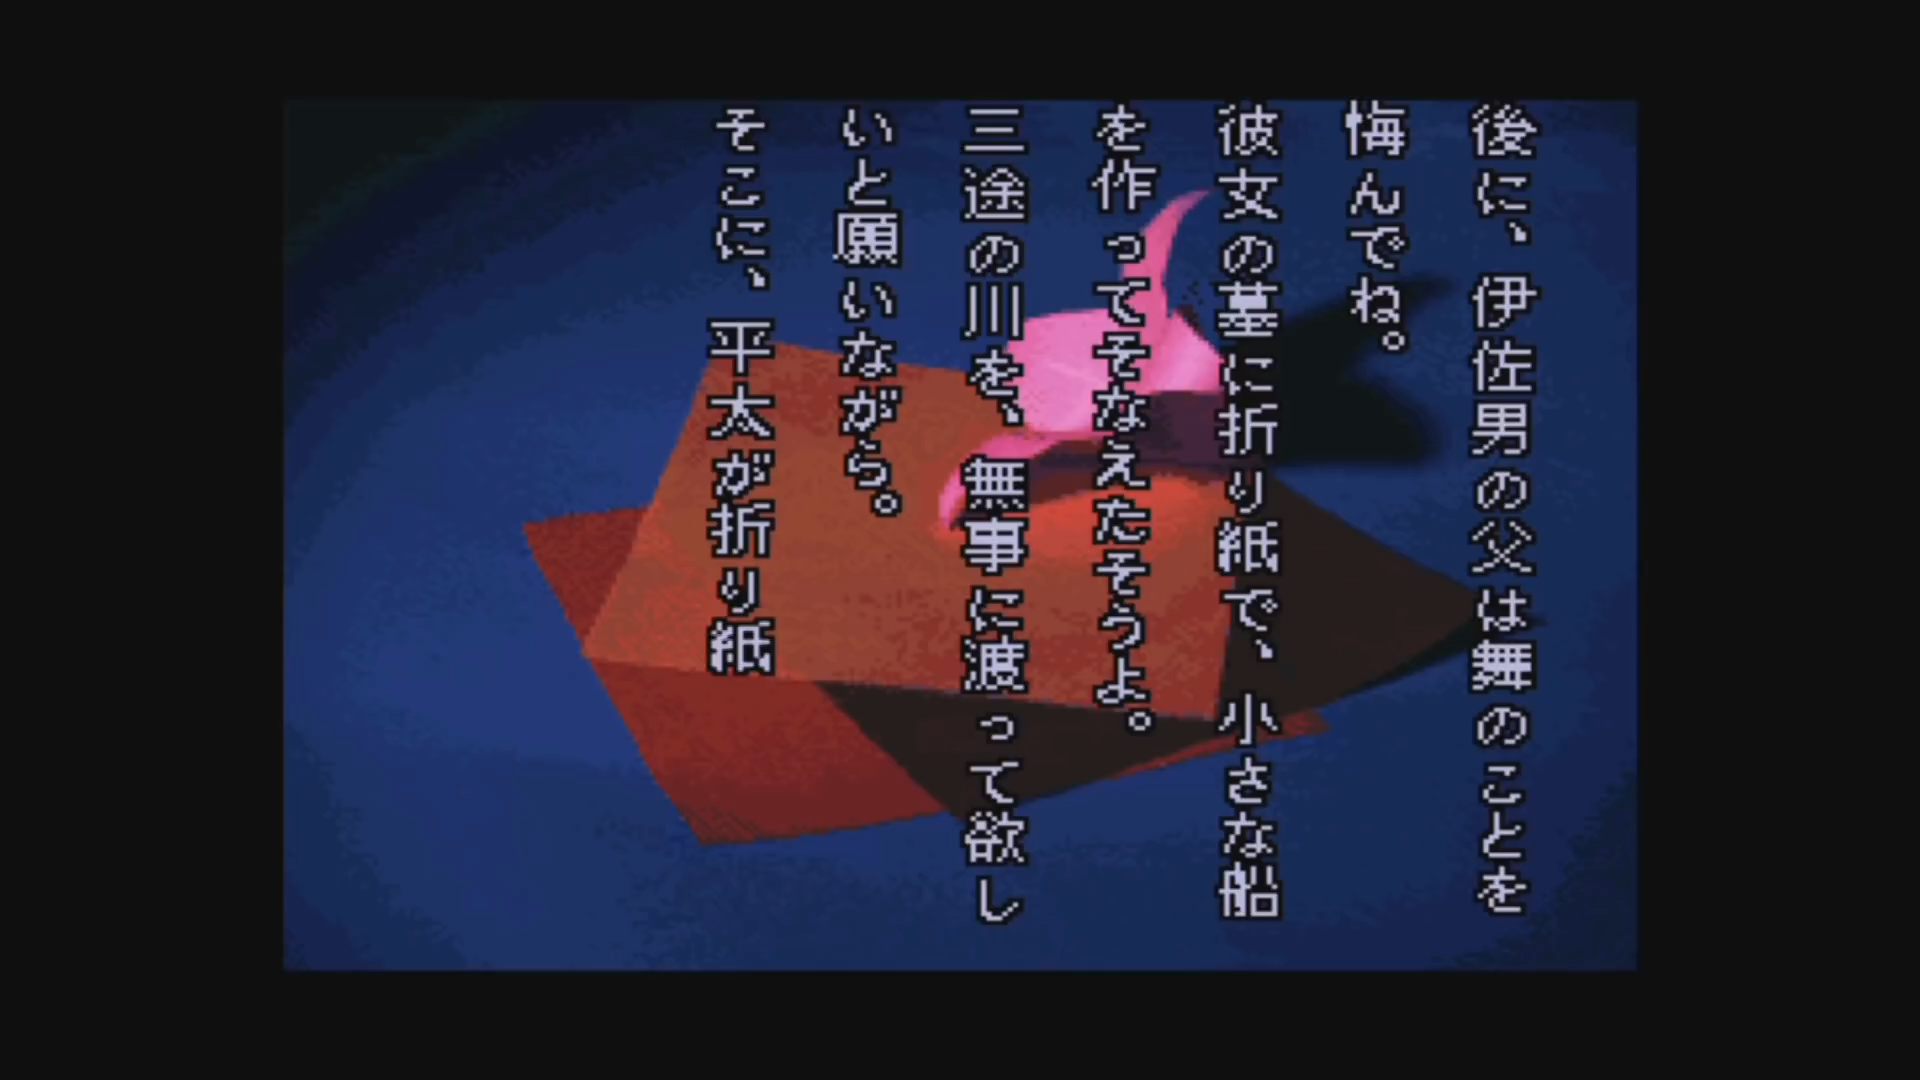 後に、伊佐男の父は舞のことを
悔んでね。
彼女の墓に折り紙で、小さな船
を作ってそなえたそうよ。
三途の川を、無事に渡って欲し
いと願いながら。
そこに、平太が折り紙